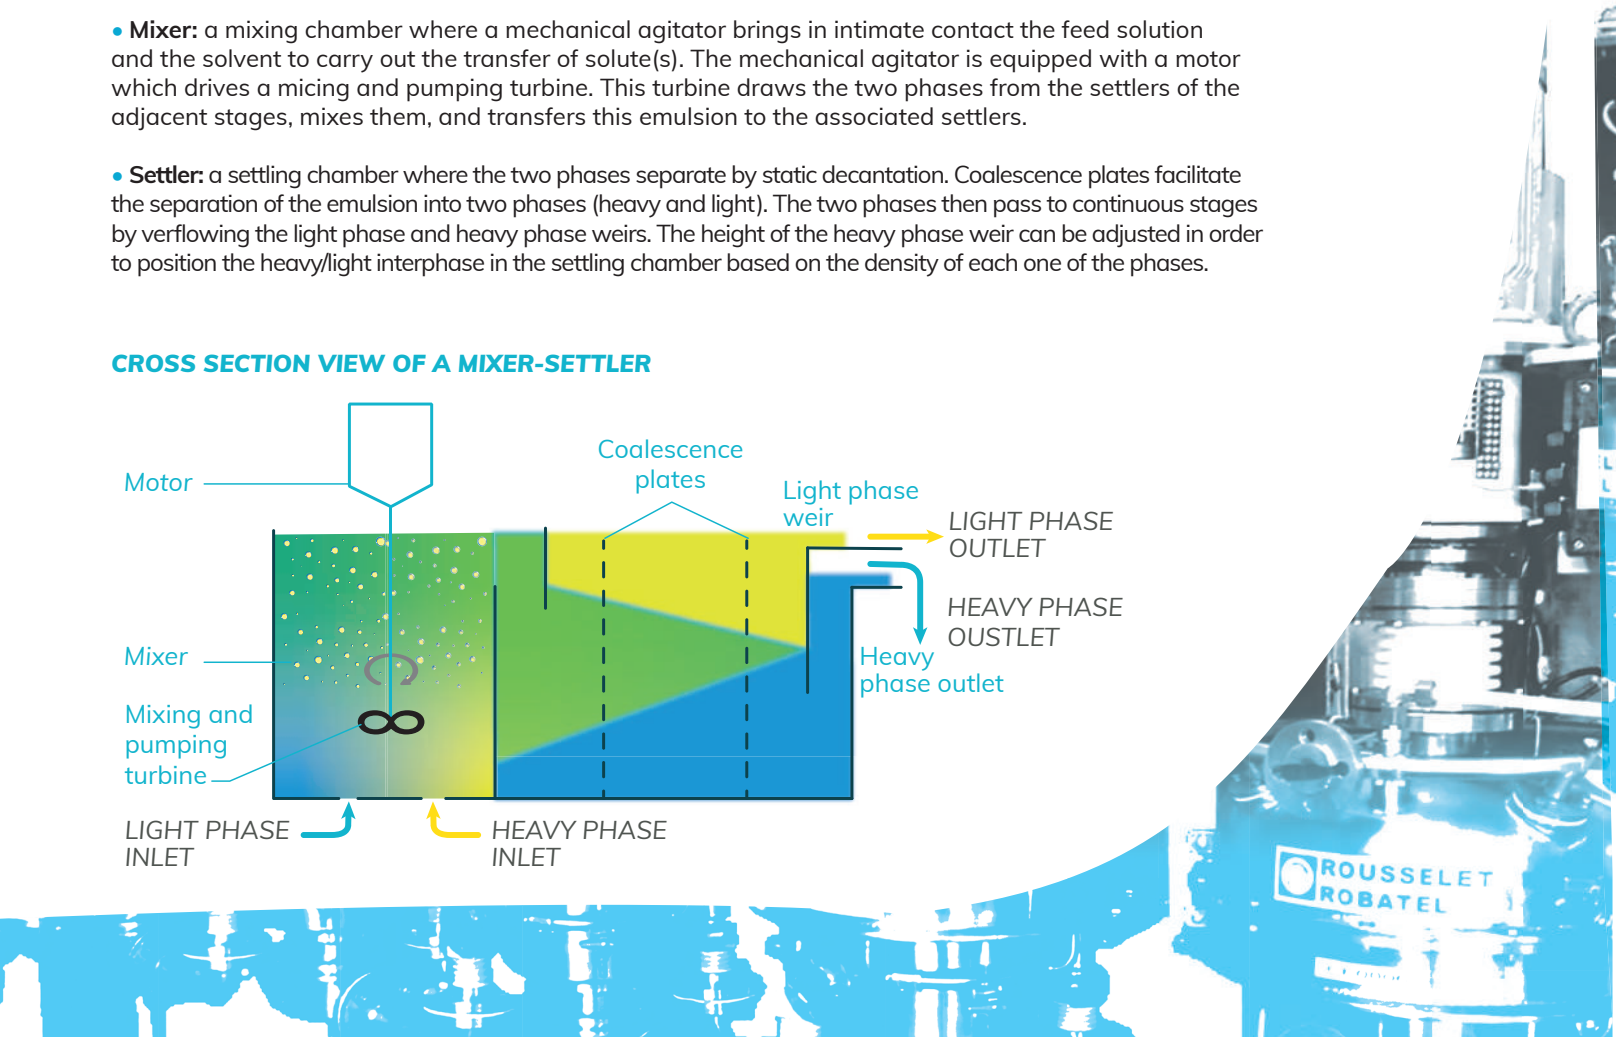 • Mixer: a mixing chamber where a mechanical agitator brings in intimate contact the feed solution
and the solvent to carry out the transfer of solute(s). The mechanical agitator is equipped with a motor
which drives a micing and pumping turbine. This turbine draws the two phases from the settlers of the
adjacent stages, mixes them, and transfers this emulsion to the associated settlers.
• Settler: a settling chamber where the two phases separate by static decantation. Coalescence plates facilitate
the separation of the emulsion into two phases (heavy and light). The two phases then pass to continuous stages
by verflowing the light phase and heavy phase weirs. The height of the heavy phase weir can be adjusted in order
to position the heavy/light interphase in the settling chamber based on the density of each one of the phases.
CROSS SECTION VIEW OF A MIXER-SETTLER
Coalescence
plates
Motor
Light phase
weir
LIGHT PHASE
OUTLET
HEAVY PHASE
OUSTLET
Mixer
Heavy
phase outlet
Mixing and
pumping
turbine
LIGHT PHASE
INLET
HEAVY PHASE
INLET
ROUSSELET
ROBATEL